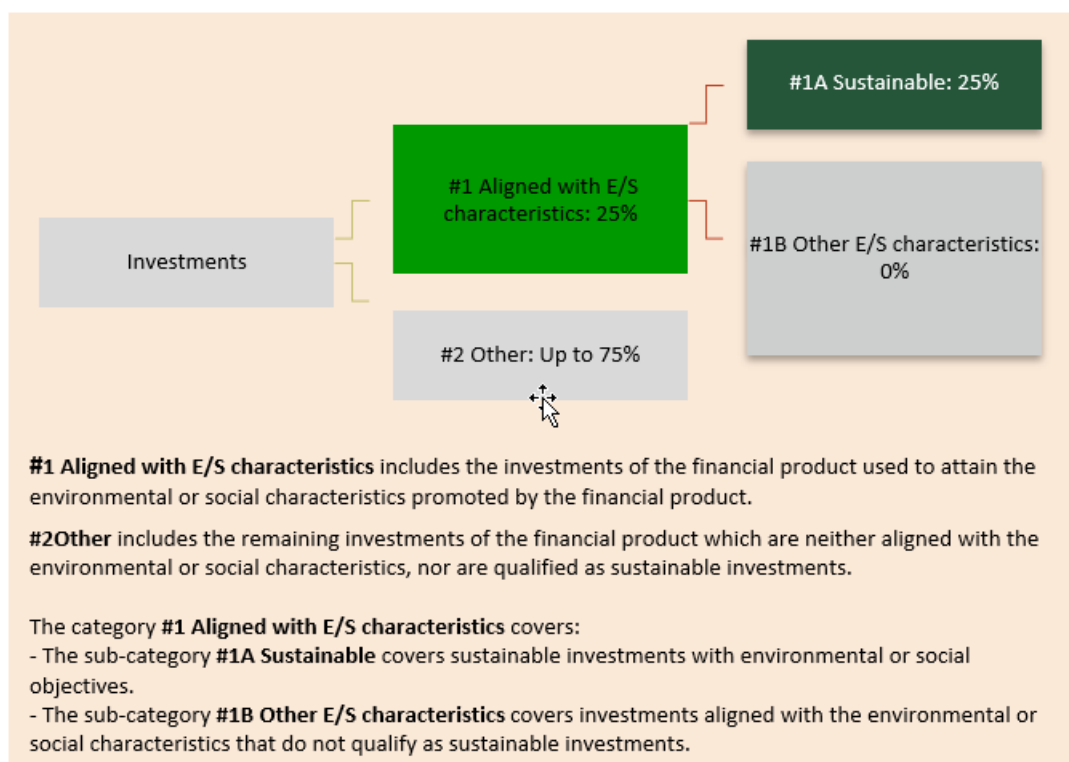 #1A Sustainable: 25%
#1 Aligned with E/S
characteristics: 25%
#1B Other E/S characteristics:
0%
Investments
#2 Other: Up to 75%
#1 Aligned with E/S characteristics includes the investments of the financial product used to attain the
environmental or social characteristics promoted by the financial product.
#2Other includes the remaining investments of the financial product which are neither aligned with the
environmental or social characteristics, nor are qualified as sustainable investments.
The category #1 Aligned with E/S characteristics covers:
- The sub-category #1A Sustainable covers sustainable investments with environmental or social
objectives.
- The sub-category #1B Other E/S characteristics covers investments aligned with the environmental or
social characteristics that do not qualify as sustainable investments.